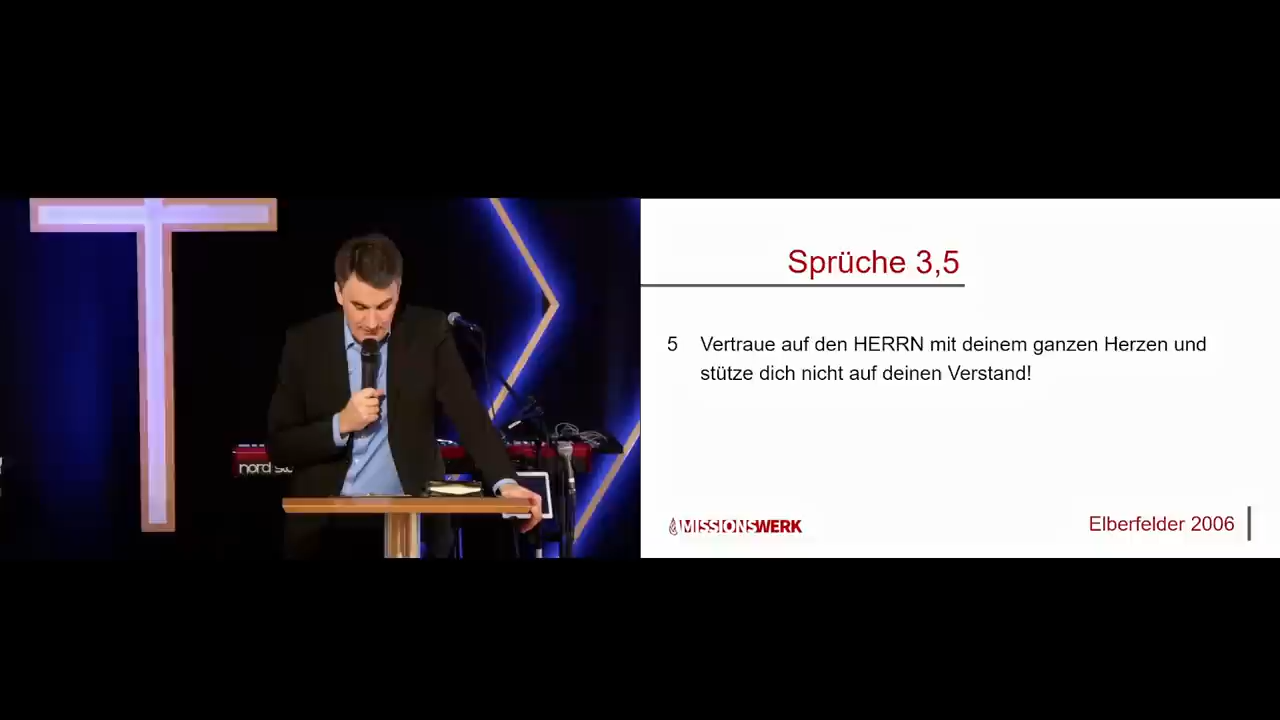 Sprüche 3,5
5 Vertraue auf den HERRN mit deinem ganzen Herzen und
stütze dich nicht auf deinen Verstand!
MISSIONSWERK
Elberfelder 2006
nord